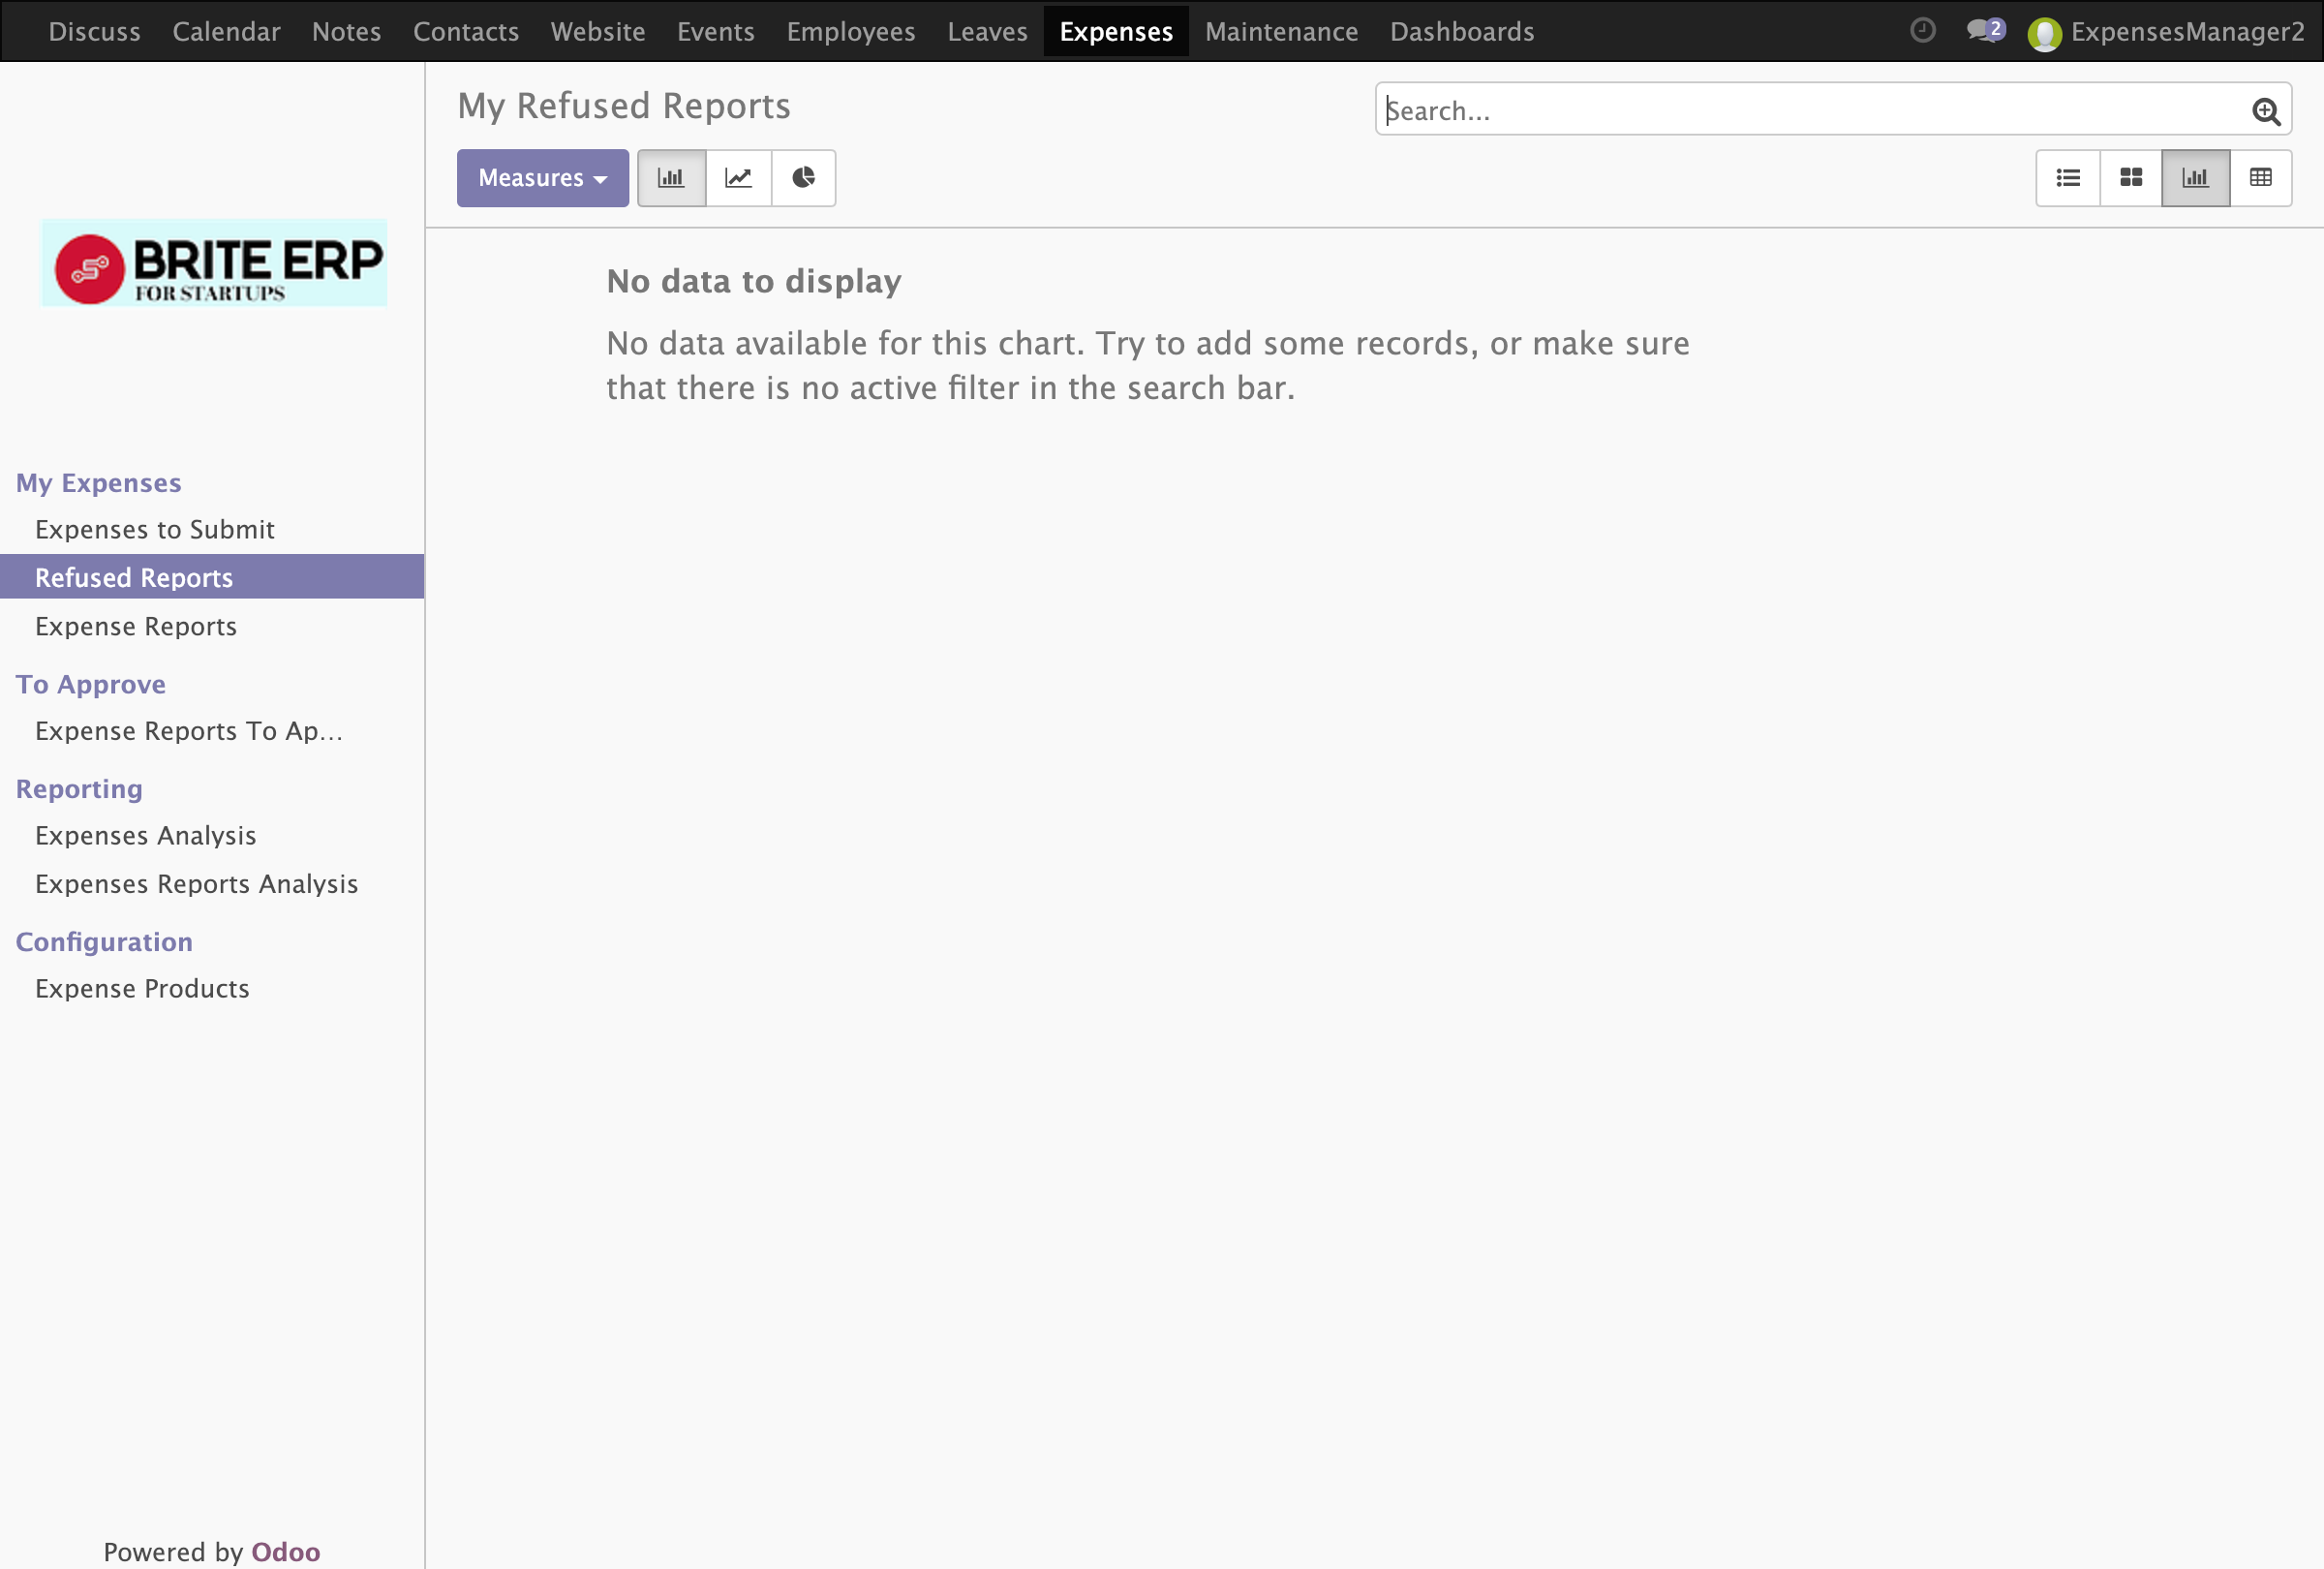 Discuss Calendar Notes Contacts Website Events Employees Leaves Expenses Maintenance Dashboards 2 ExpensesManager2
My Refused Reports
Search...
Measures
BRITE ERP
FOR STARTUPS
No data to display
No data available for this chart. Try to add some records, or make sure
that there is no active filter in the search bar.
My Expenses
Expenses to Submit
Refused Reports
Expense Reports
To Approve
Expense Reports To Ap...
Reporting
Expenses Analysis
Expenses Reports Analysis
Configuration
Expense Products
Powered by Odoo